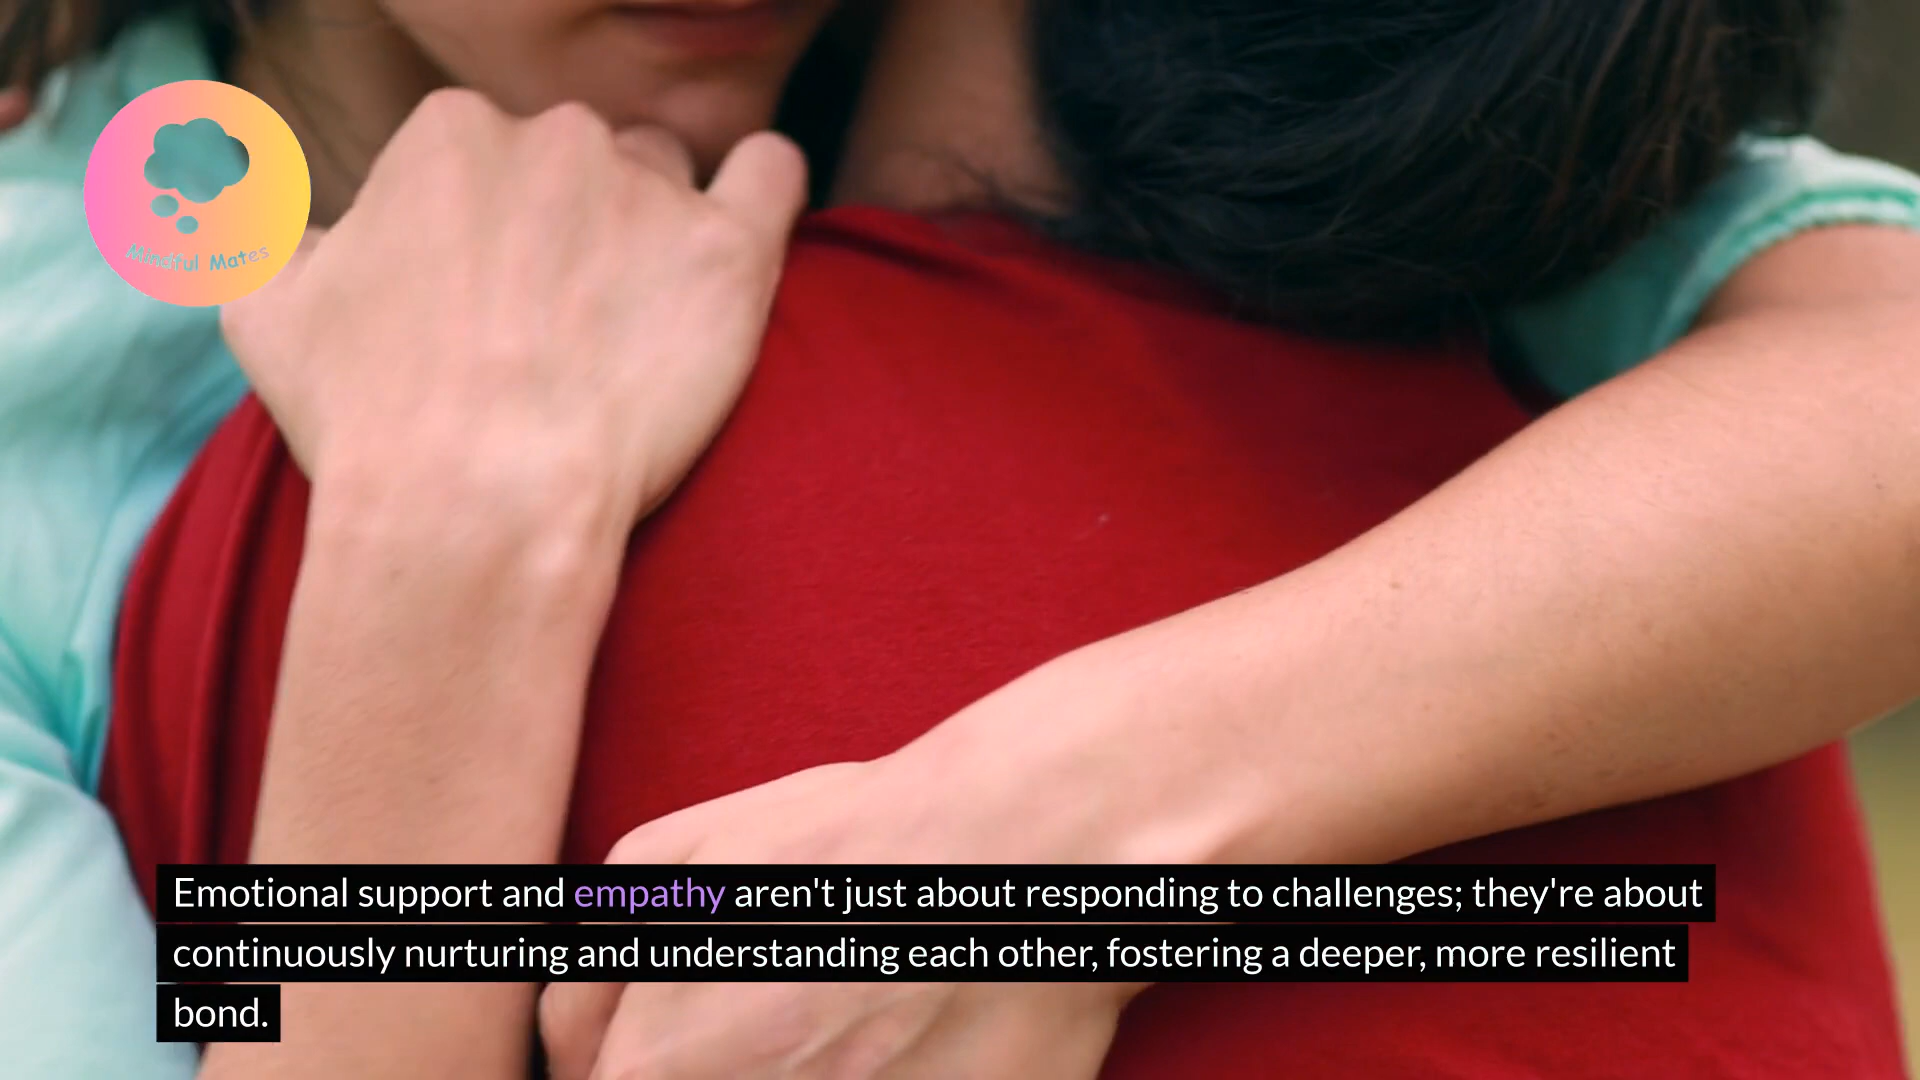 Mindful Mates
Emotional support and empathy aren't just about responding to challenges; they're about
continuously nurturing and understanding each other, fostering a deeper, more resilient
bond.